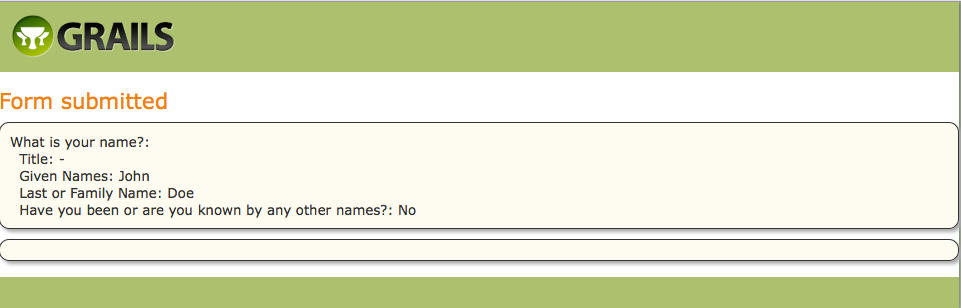 GRAILS
Form submitted
What is your name?:
Title: -
Given Names: John
Last or Family Name: Doe
Have you been or are you known by any other names?: No